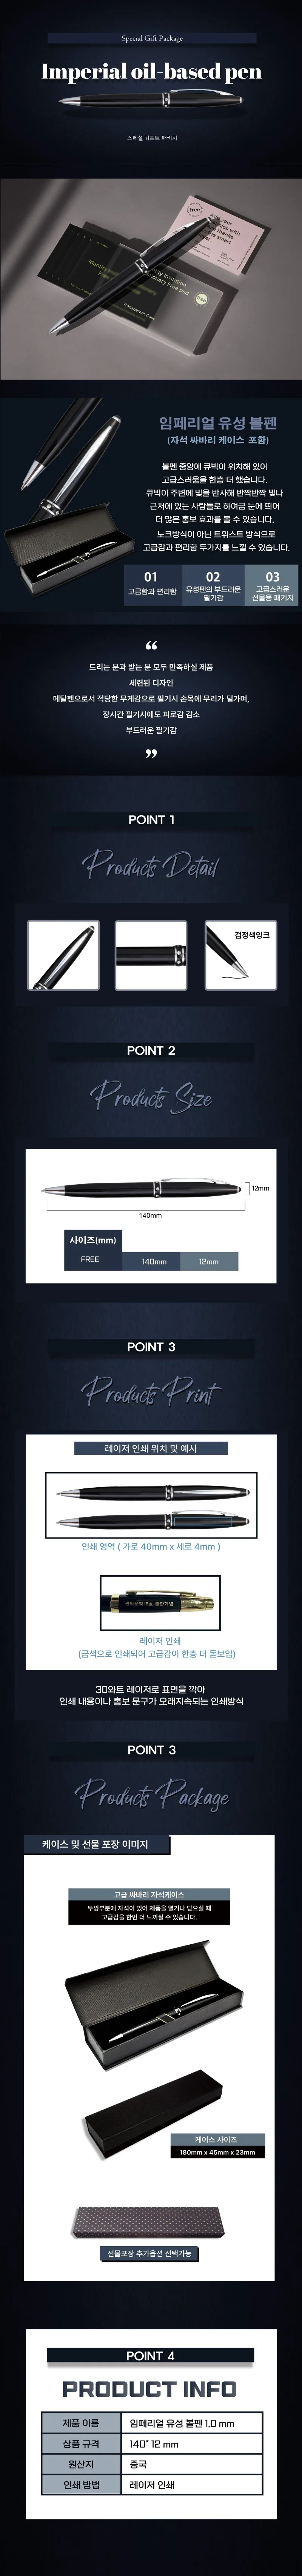 Special Gift Package
Imperial oil-based pen
스페셜 기프트 패키지
free
Transparent Card
임페리얼 유성 볼펜
(자석 싸바리 케이스 포함)
볼펜 중앙에 큐빅이 위치해 있어
고급스러움을 한층 더 했습니다.
큐빅이 주변에 빛을 반사해 반짝반짝 빛나
근처에 있는 사람들로 하여금 눈에 띄어
더 많은 홍보 효과를 볼 수 있습니다.
노크방식이 아닌 트위스트 방식으로
고급감과 편리함 두가지를 느낄 수 있습니다.
01
고급함과 편리함
02
유성펜의 부드러운
필기감
03
고급스러운
선물용 패키지
“
드리는 분과 받는 분 모두 만족하실 제품
세련된 디자인
메탈펜으로서 적당한 무게감으로 필기시 손목에 무리가 덜가며,
장시간 필기시에도 피로감 감소
부드러운 필기감
”
POINT 1
Products Detail
검정색잉크
POINT 2
Products Size
12mm
140mm
사이즈(mm)
FREE
140mm
12mm
POINT 3
Products Print
레이저 인쇄 위치 및 예시
인쇄 영역 ( 가로 40mm x 세로 4mm )
레이저 인쇄
(금색으로 인쇄되어 고급감이 한층 더 돋보임)
30와트 레이저로 표면을 깍아
인쇄 내용이나 홍보 문구가 오래지속되는 인쇄방식
POINT 3
Products Package
케이스 및 선물 포장 이미지
고급 싸바리 자석케이스
뚜껑부분에 자석이 있어 제품을 열거나 닫으실 때
고급감을 한번 더 느끼실 수 있습니다.
케이스 사이즈
180mm x 45mm x 23mm
선물포장 추가옵션 선택가능
POINT 4
PRODUCT INFO
제품 이름 임페리얼 유성 볼펜 1.0 mm
상품 규격 140* 12 mm
원산지 중국
인쇄 방법 레이저 인쇄